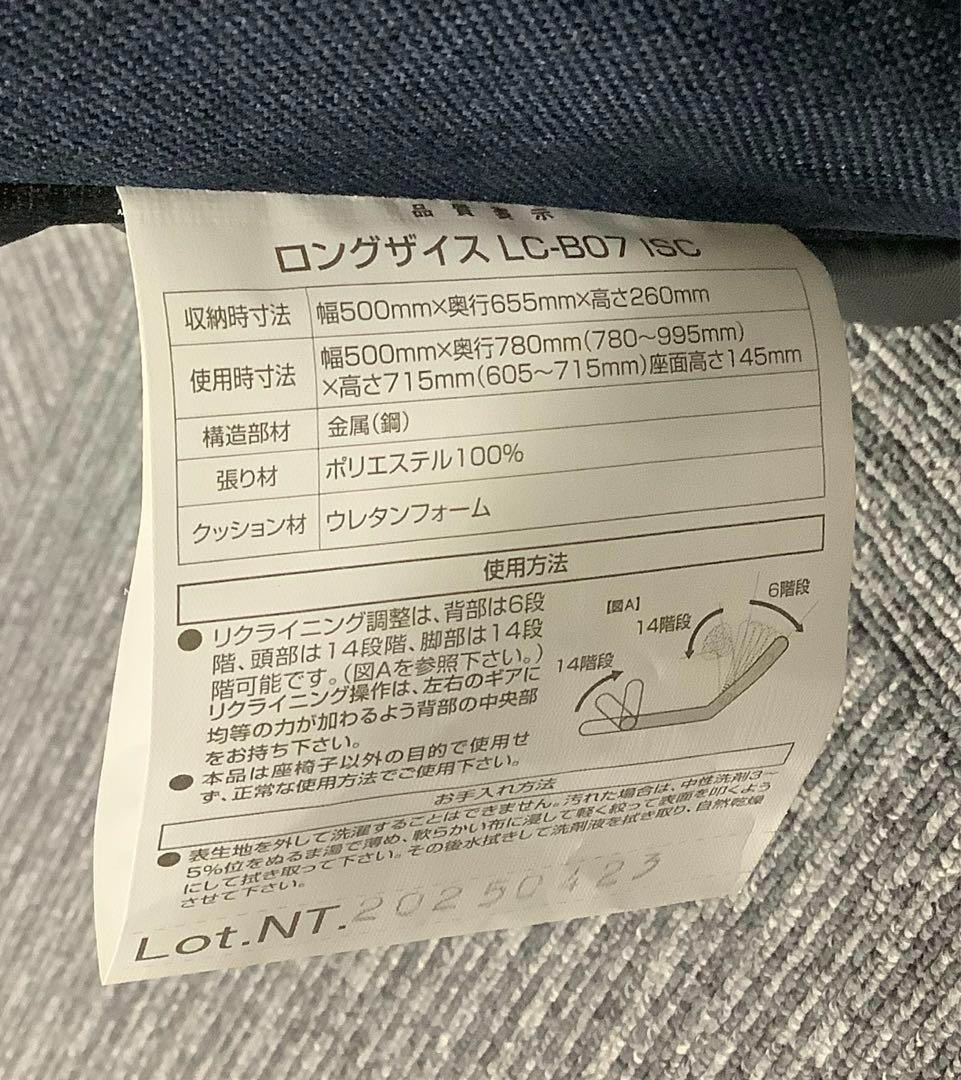 品質表示
ロングザイス LC-B07 ISC
収納時寸法 幅500mm×奥行655mm×高さ260mm
使用時寸法 幅500mm×奥行780mm(780～995mm)
×高さ715mm(605～715mm)座面高さ145mm
構造部材 金属(鋼)
張り材 ポリエステル100%
クッション材 ウレタンフォーム
使用方法
● リクライニング調整は、背部は6段
階、頭部は14段階、脚部は14段
階可能です。(図Aを参照下さい。)
リクライニング操作は、左右のギアに
均等の力が加わるよう背部の中央部
をお持ち下さい。
● 本品は座椅子以外の目的で使用せ
ず、正常な使用方法でご使用下さい。
【図A】
14階段
6階段
14階段
お手入れ方法
● 表生地を外して洗濯することはできません。汚れた場合は、中性洗剤3～
5%位をぬるま湯で薄め、軟らかい布に浸して軽く絞って表面を叩くよう
にして拭き取って下さい。その後水拭きして洗剤液を拭き取り、自然乾燥
させて下さい。
Lot.NT.20250423